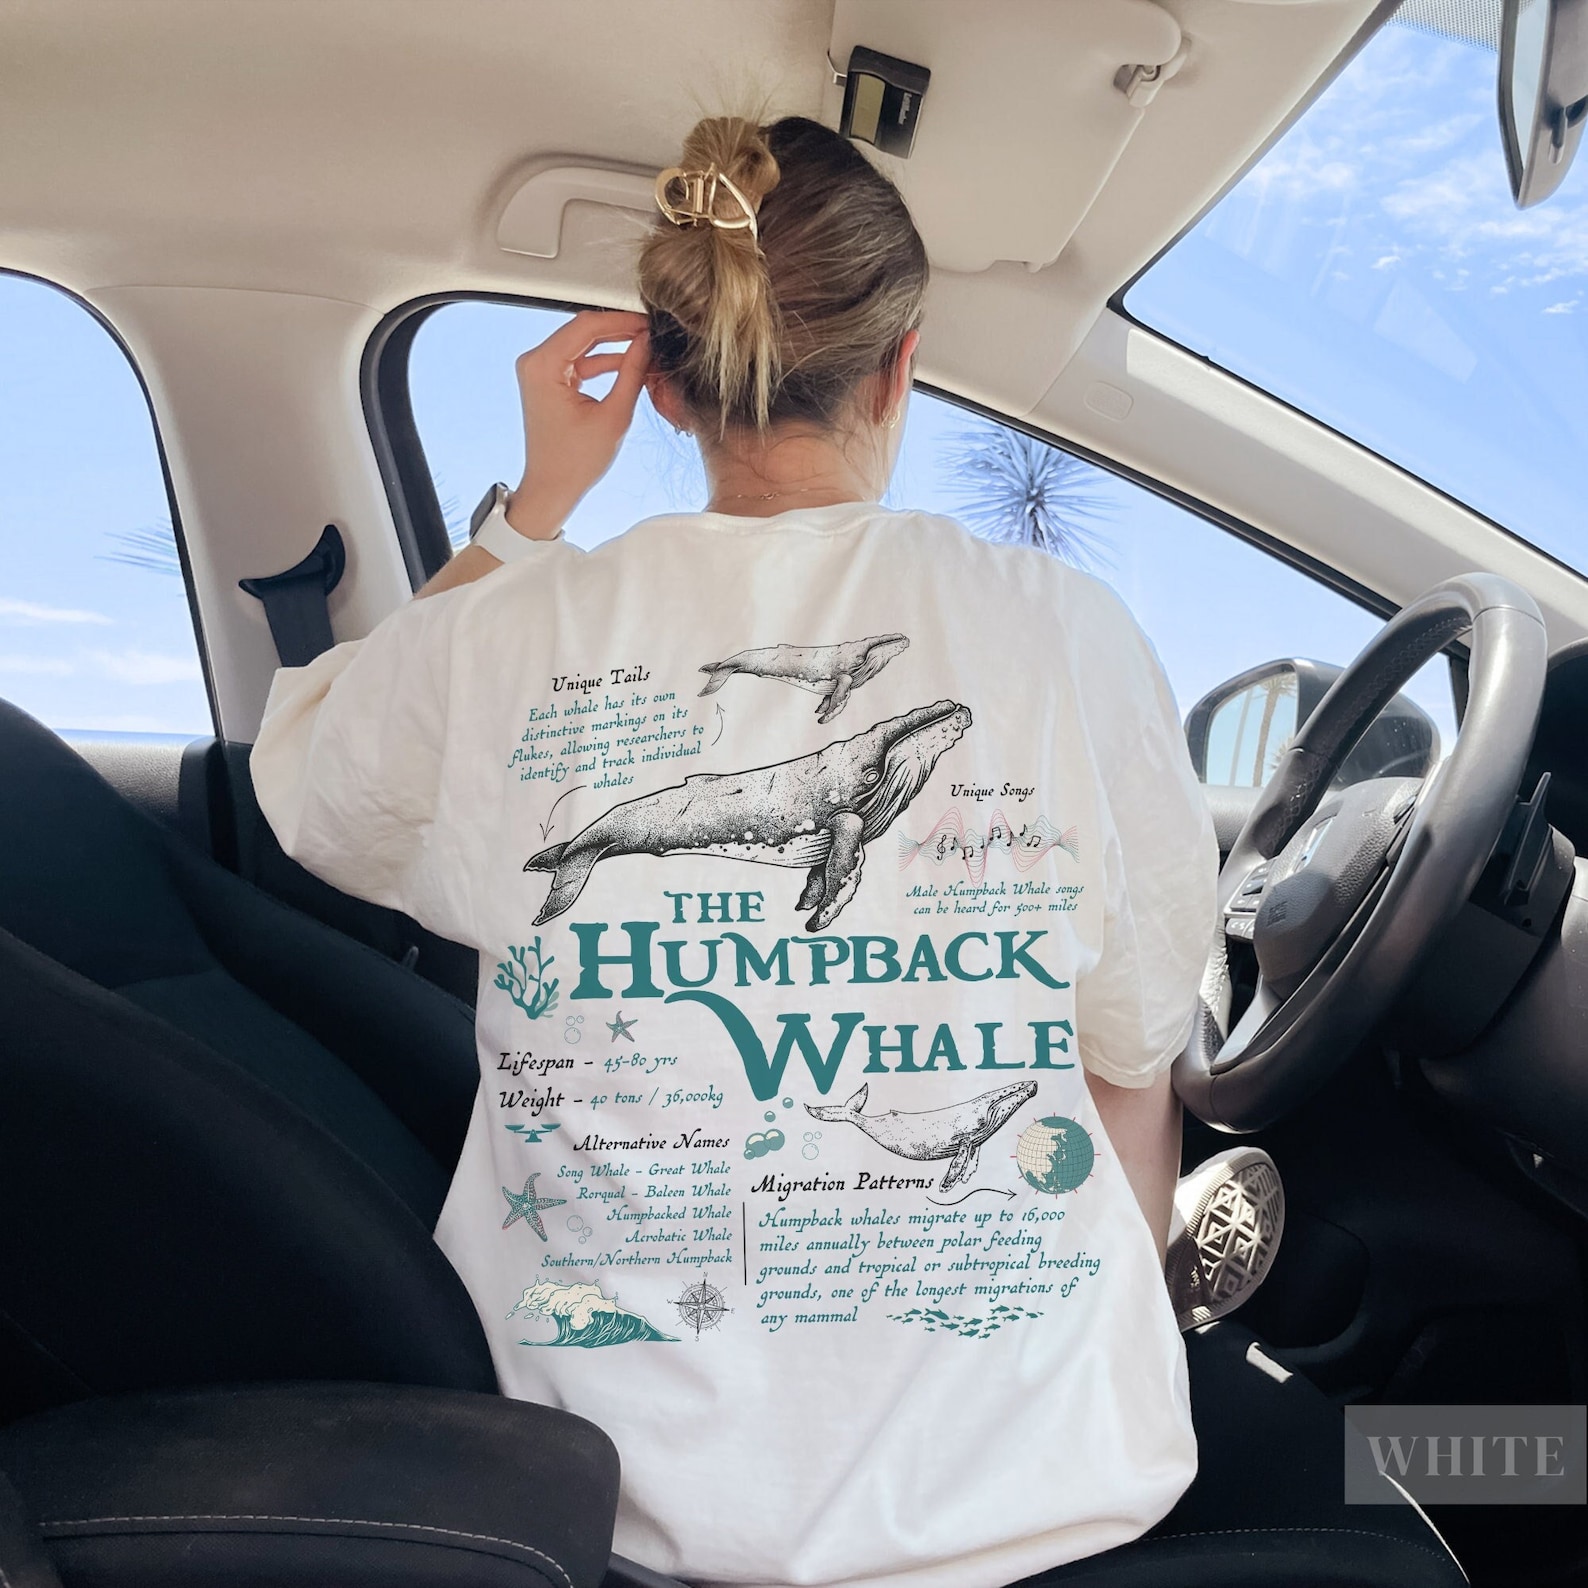 Unique Tails
Each whale has its own
distinctive markings on its
flukes, allowing researchers to
identify and track individual
whales
Unique Songs
Male Humpback Whale songs
can be heard for 500+ miles
THE
HUMPBACK
WHALE
Lifespan - 45-80 yrs
Weight - 40 tons / 36,000kg
Alternative Names
Song Whale - Great Whale
Rorqual - Baleen Whale
Humpbacked Whale
Acrobatic Whale
Southern/Northern Humpback
Migration Patterns
Humpback whales migrate up to 16,000
miles annually between polar feeding
grounds and tropical or subtropical breeding
grounds, one of the longest migrations of
any mammal
N
W E
S
WHITE